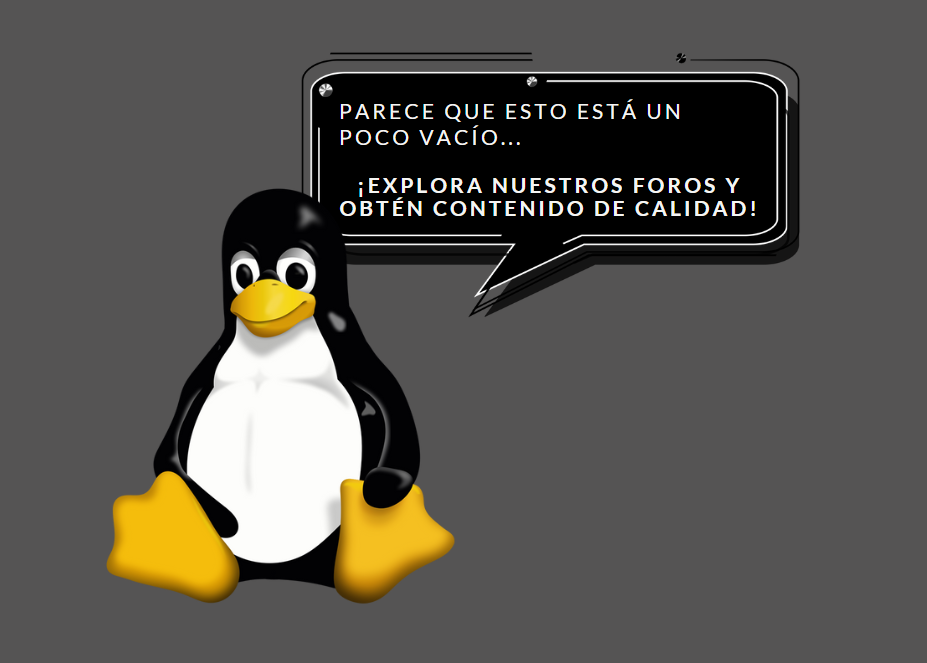 PARECE QUE ESTO ESTÁ UN
POCO VACÍO...
¡EXPLORA NUESTROS FOROS Y
OBTÉN CONTENIDO DE CALIDAD!